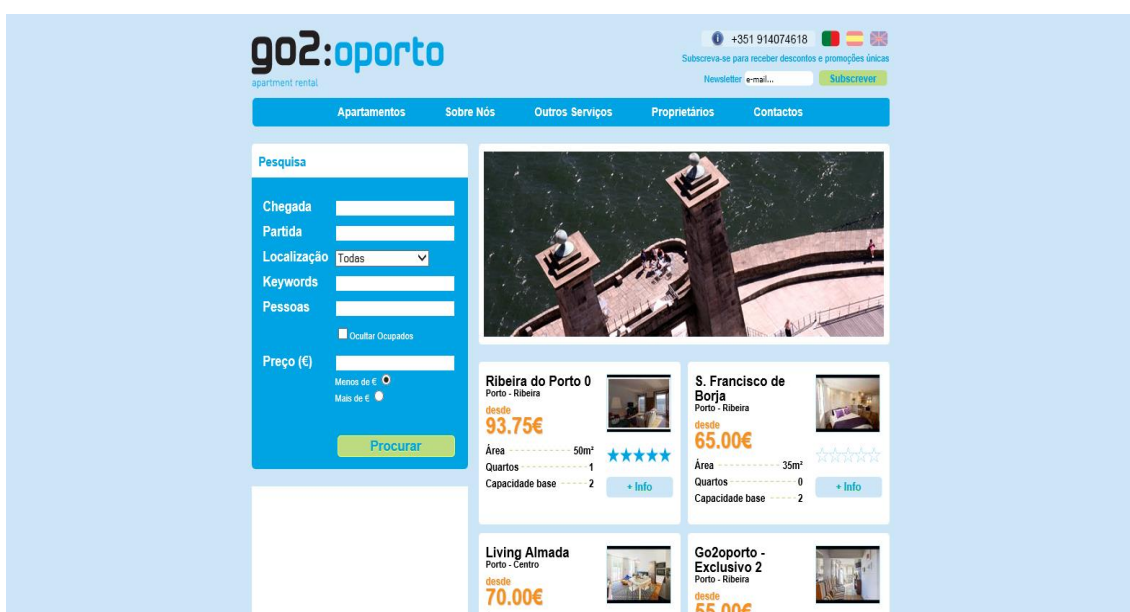 go2:oporto
apartment rental
+351 914074618
Subscreva-se para receber descontos e promoções únicas
Newsletter e-mail... Subscrever
Apartamentos Sobre Nós Outros Serviços Proprietários Contactos
Pesquisa
Chegada
Partida
Localização Todas
Keywords
Pessoas
Ocultar Ocupados
Preço (€)
Menos de €
Mais de €
Procurar
Ribeira do Porto 0
Porto - Ribeira
desde
93.75€
Área 50m²
Quartos 1
Capacidade base 2
+ Info
S. Francisco de
Borja
Porto - Ribeira
desde
65.00€
Área 35m²
Quartos 0
Capacidade base 2
+ Info
Living Almada
Porto - Centro
desde
70.00€
Go2oporto -
Exclusivo 2
Porto - Ribeira
desde
55.00€